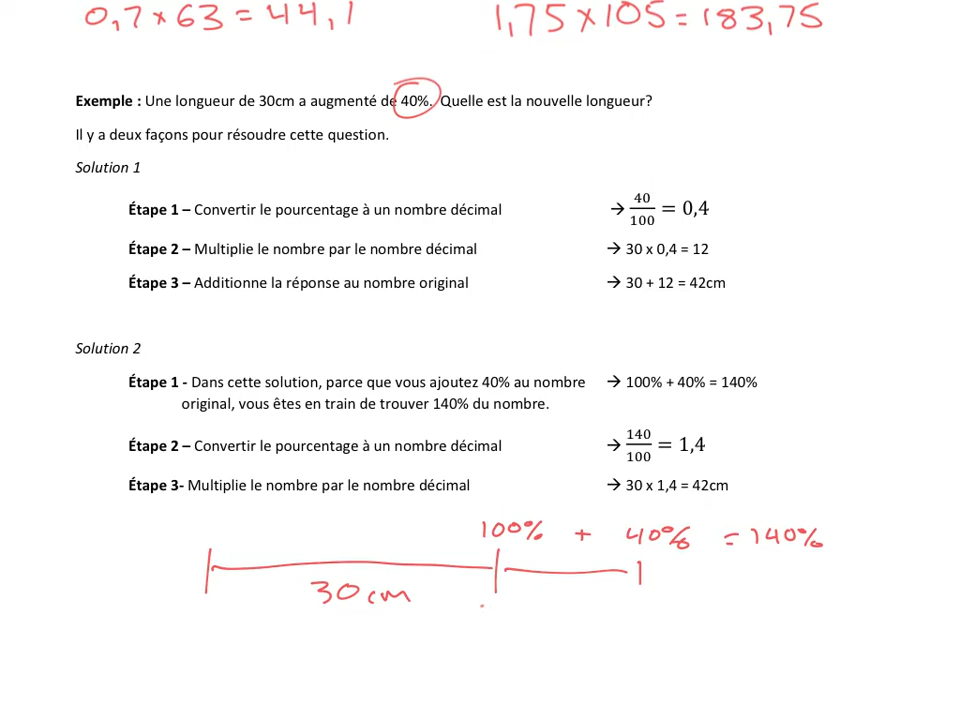 0,7 x 63 = 44,1
1,75 x 105 = 183,75
Exemple : Une longueur de 30cm a augmenté de 40%. Quelle est la nouvelle longueur?
Il y a deux façons pour résoudre cette question.
Solution 1
Étape 1 – Convertir le pourcentage à un nombre décimal → 40/100 = 0,4
Étape 2 – Multiplie le nombre par le nombre décimal → 30 x 0,4 = 12
Étape 3 – Additionne la réponse au nombre original → 30 + 12 = 42cm
Solution 2
Étape 1 - Dans cette solution, parce que vous ajoutez 40% au nombre → 100% + 40% = 140%
original, vous êtes en train de trouver 140% du nombre.
Étape 2 – Convertir le pourcentage à un nombre décimal → 140/100 = 1,4
Étape 3- Multiplie le nombre par le nombre décimal → 30 x 1,4 = 42cm
100% + 40% = 140%
30cm